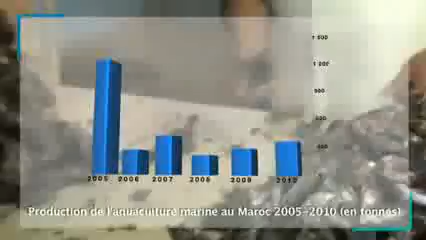 2005 2006 2007 2008 2009 2010
Production de l'aquaculture marine au Maroc 2005-2010 (en tonnes)